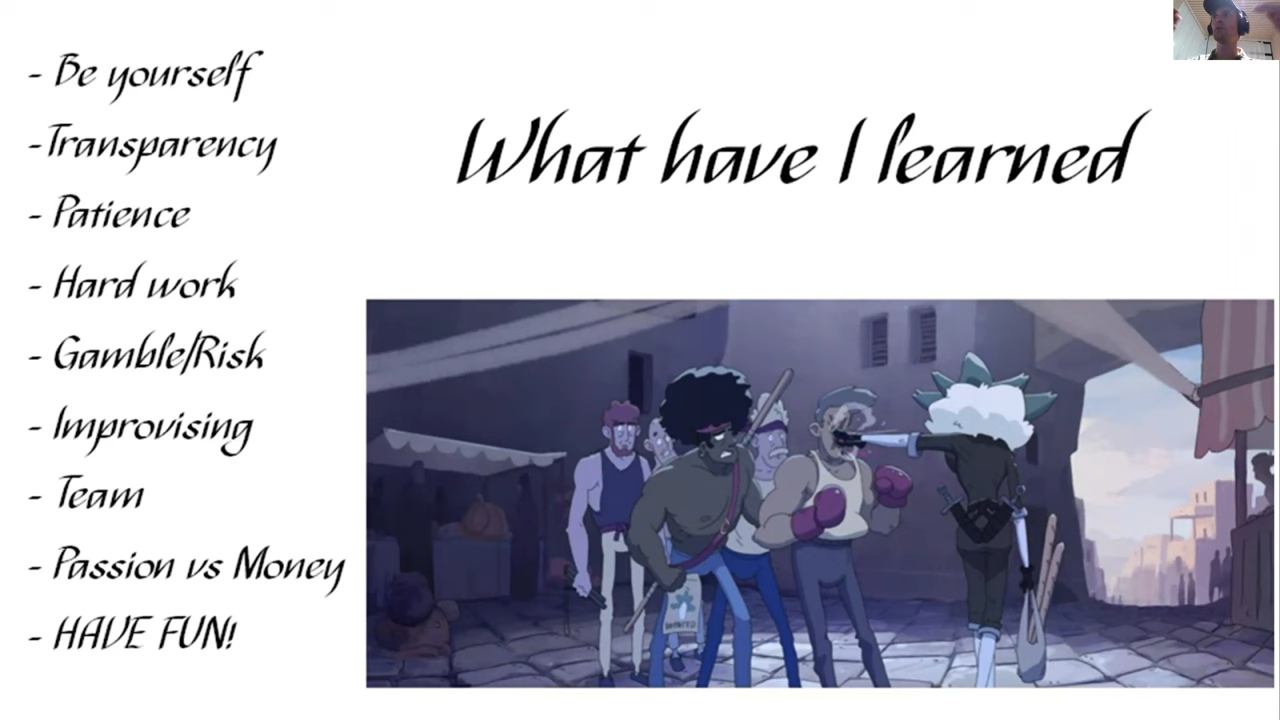 What have I learned
- Be yourself
-Transparency
- Patience
- Hard work
- Gamble/Risk
- Improvising
- Team
- Passion vs Money
- HAVE FUN!